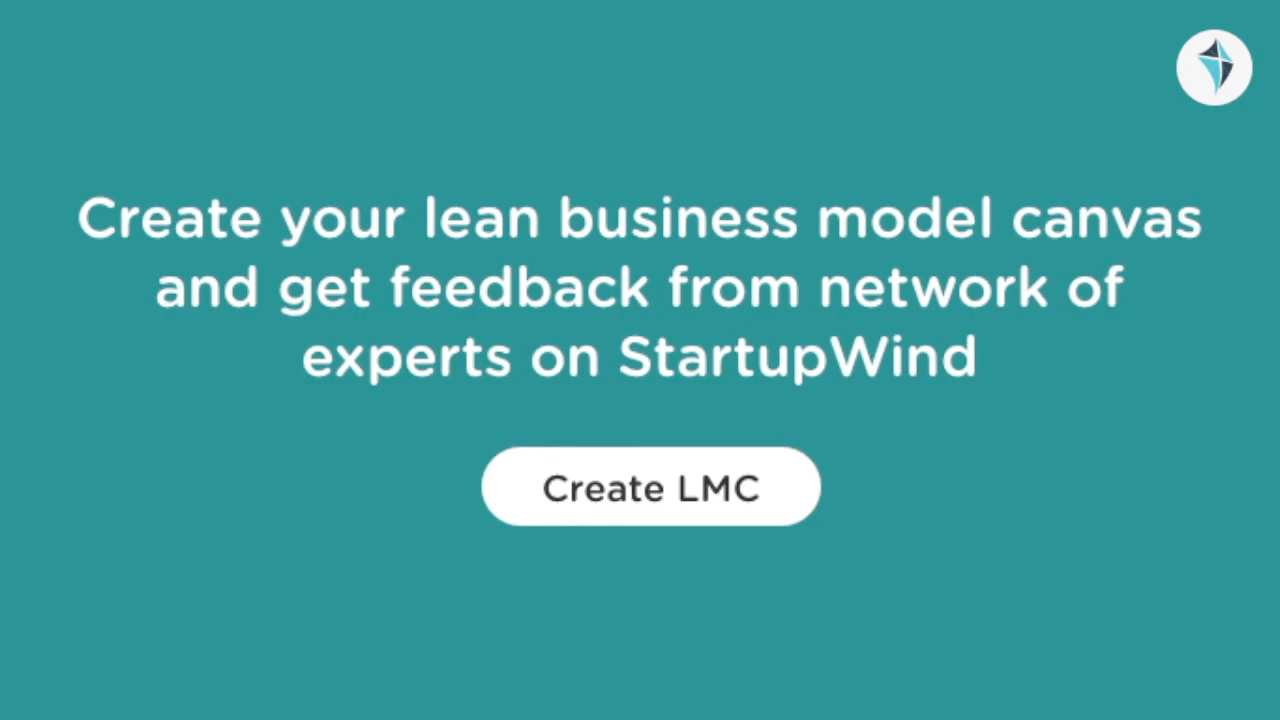 Create your lean business model canvas
and get feedback from network of
experts on StartupWind
Create LMC